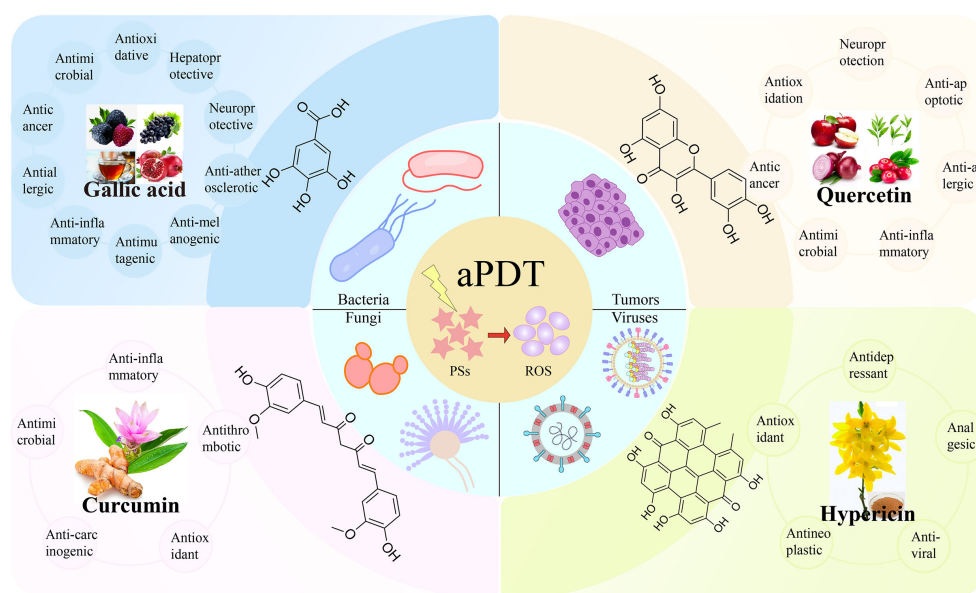 Antioxi
dative
Antimi
crobial
Hepatopr
otective
Antic
ancer
Neuropr
otective
Antial
lergic
Anti-ather
osclerotic
Gallic acid
Anti-infla
mmatory
Anti-mel
anogenic
Antimu
tagenic
O
OH
HO
OH
HO
Neuropr
otection
Antiox
idation
Anti-ap
optotic
Antic
ancer
Anti-a
lergic
Quercetin
Antimi
crobial
Anti-infla
mmatory
HO
O
OH
O
OH
OH
OH
aPDT
PSs
ROS
Bacteria
Fungi
Tumors
Viruses
Anti-infla
mmatory
Antimi
crobial
Antithro
mbotic
Curcumin
Anti-carc
inogenic
Antiox
idant
HO
O
O
O
O
OH
Antidep
ressant
Antiox
idant
Anal
gesic
Hypericin
Antineo
plastic
Anti-
viral
OH
O
OH
OH
OH
O
HO
HO
OH